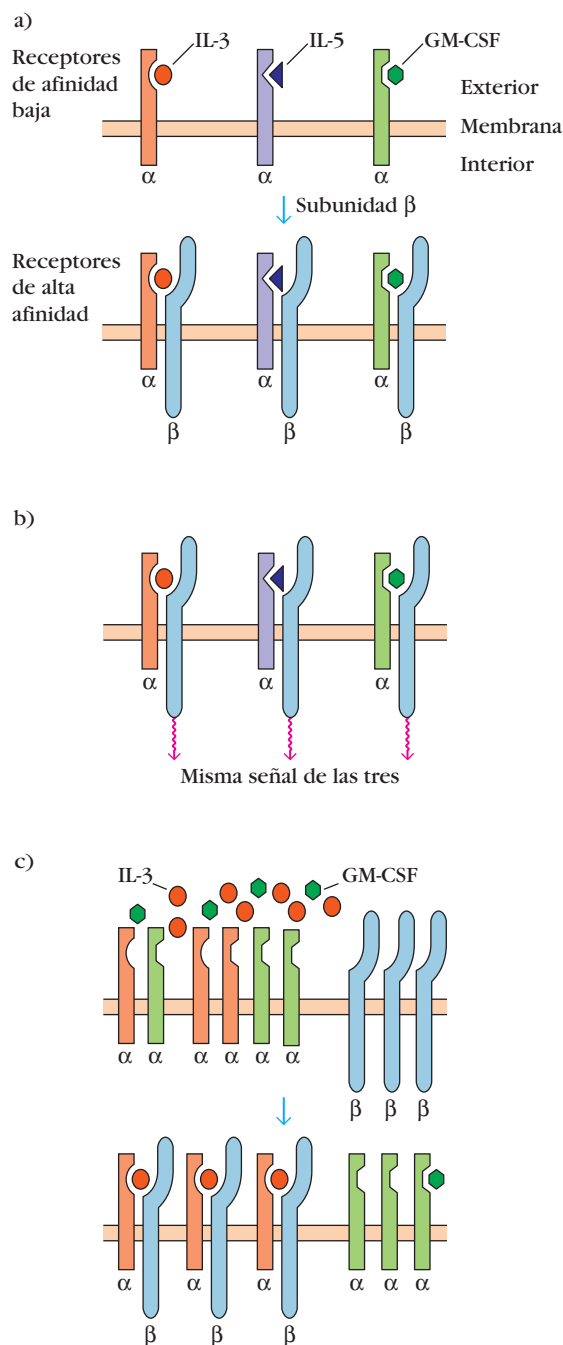 a)
IL-3
IL-5
GM-CSF
Receptores
de afinidad
baja
Exterior
Membrana
Interior
α
α
α
Subunidad β
Receptores
de alta
afinidad
α
α
α
β
β
β
b)
α
α
α
Misma señal de las tres
c)
IL-3
GM-CSF
α
α
α
α
α
α
β
β
β
α
α
α
α
α
α
β
β
β